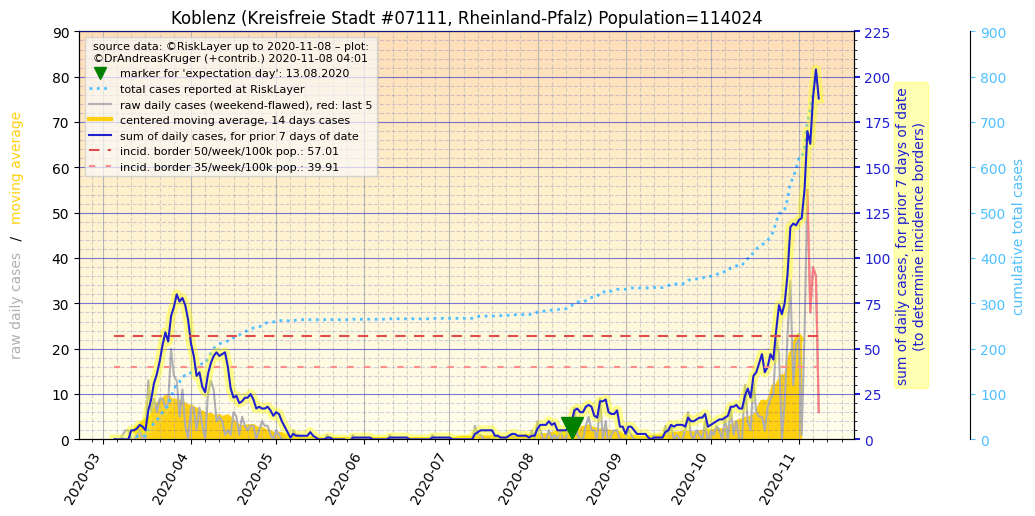 Koblenz (Kreisfreie Stadt #07111, Rheinland-Pfalz) Population=114024
source data: ©RiskLayer up to 2020-11-08 – plot:
©DrAndreasKruger (+contrib.) 2020-11-08 04:01
marker for 'expectation day': 13.08.2020
total cases reported at RiskLayer
raw daily cases (weekend-flawed), red: last 5
centered moving average, 14 days cases
sum of daily cases, for prior 7 days of date
incid. border 50/week/100k pop.: 57.01
incid. border 35/week/100k pop.: 39.91
raw daily cases / moving average
90
80
70
60
50
40
30
20
10
0
2020-03
2020-04
2020-05
2020-06
2020-07
2020-08
2020-09
2020-10
2020-11
225
200
175
150
125
100
75
50
25
0
sum of daily cases, for prior 7 days of date
(to determine incidence borders)
900
800
700
600
500
400
300
200
100
0
cumulative total cases